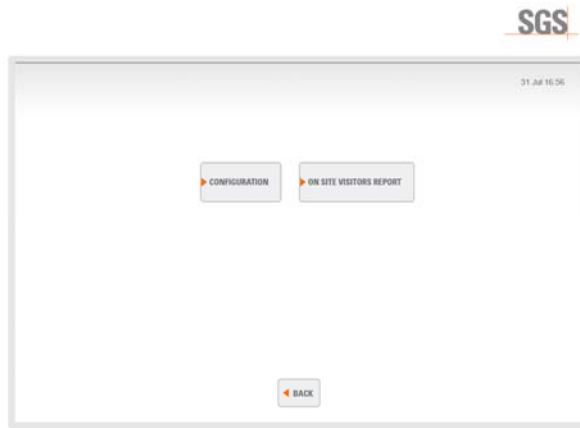 SGS
31 Jul 16:56
CONFIGURATION
ON SITE VISITORS REPORT
BACK